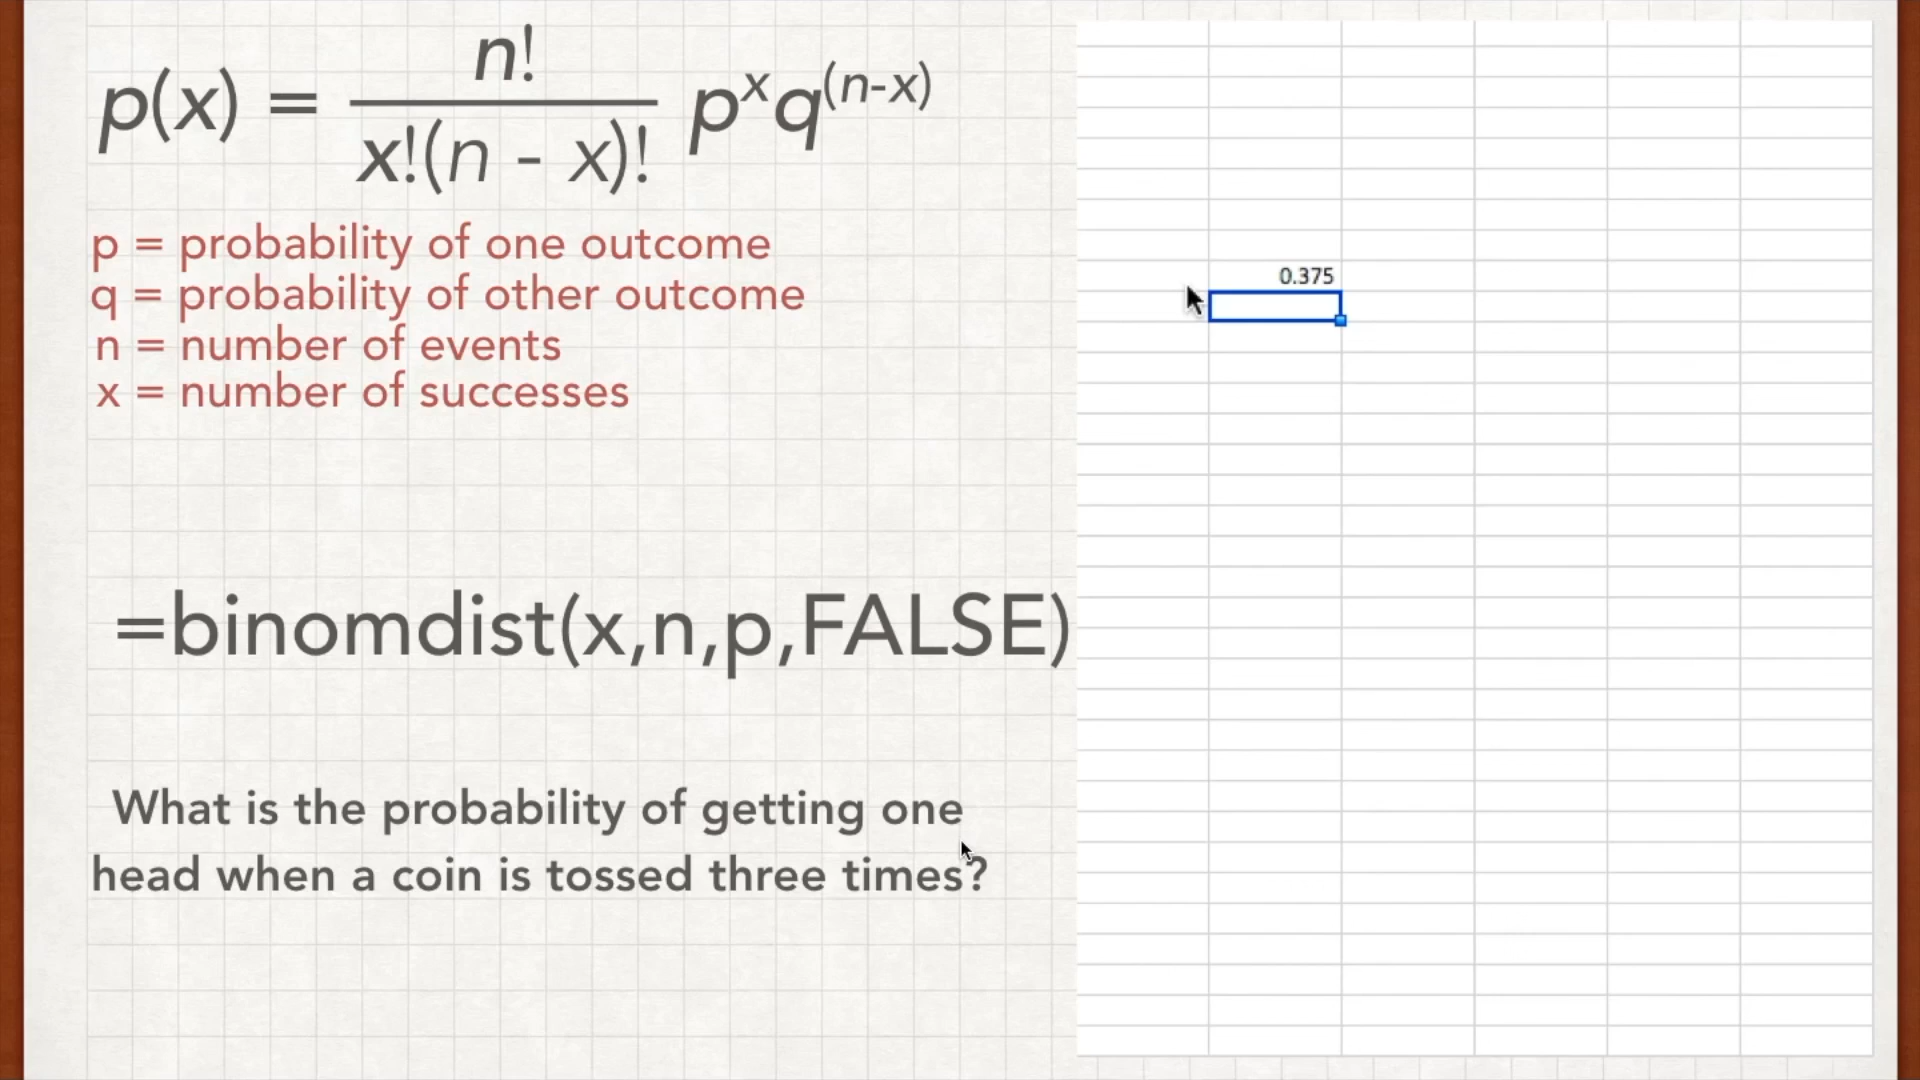 p(x) = n! / x!(n - x)! p^x q^(n-x)
p = probability of one outcome
q = probability of other outcome
n = number of events
x = number of successes
=binomdist(x,n,p,FALSE)
What is the probability of getting one
head when a coin is tossed three times?
0.375